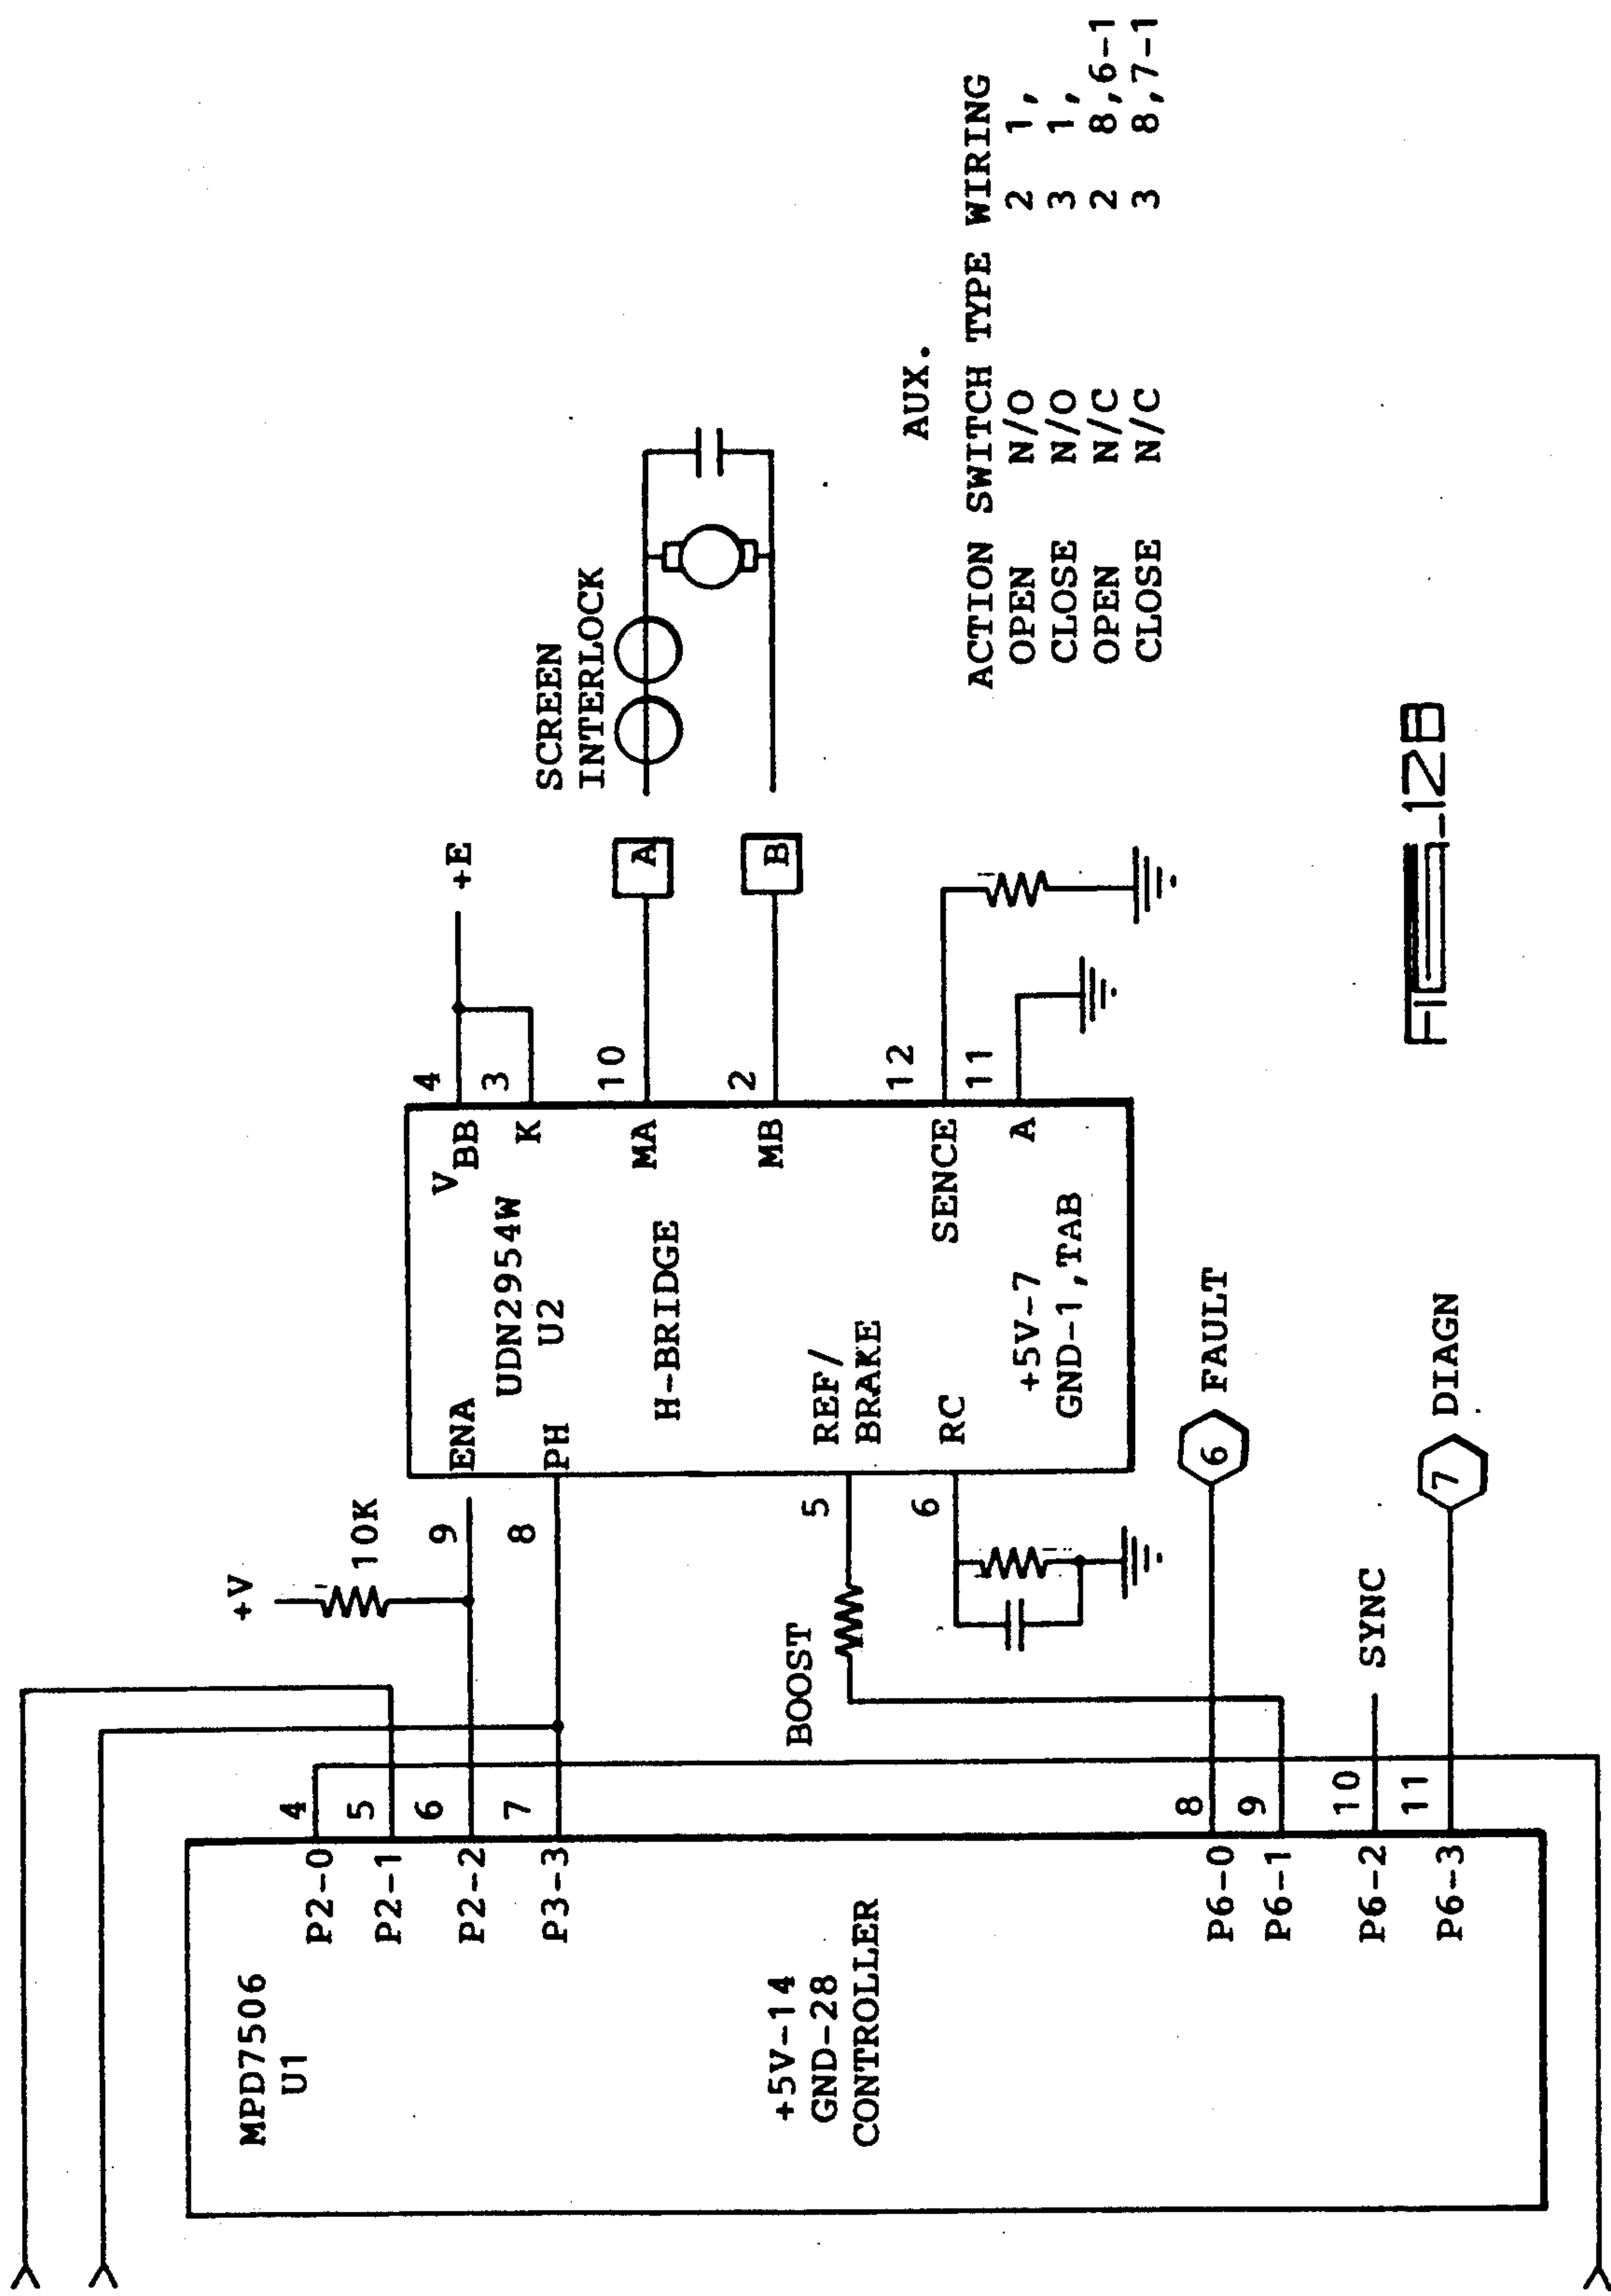 MPD7506
U1
+5V-14
GND-28
CONTROLLER
P2-0
P2-1
P2-2
P3-3
P6-0
P6-1
P6-2
P6-3
4
5
6
7
8
9
10
11
+V
10K
9
8
BOOST
5
6
SYNC
6 FAULT
7 DIAGN
ENA
PH
UDN2954W
U2
H-BRIDGE
REF/
BRAKE
RC
+5V-7
GND-1,TAB
VBB
K
MA
MB
SENCE
A
4
3
10
2
12
11
+E
A
B
SCREEN
INTERLOCK
AUX.
ACTION SWITCH TYPE WIRING
OPEN N/O 2 1,
CLOSE N/O 3 1,
OPEN N/C 2 8,6-1
CLOSE N/C 3 8,7-1
FIG_12B